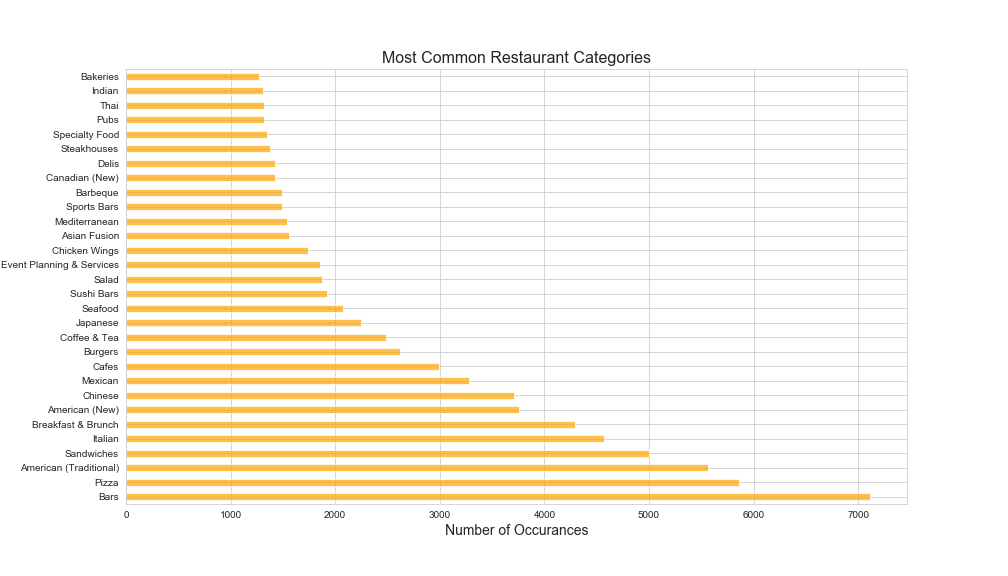 Most Common Restaurant Categories
Bakeries
Indian
Thai
Pubs
Specialty Food
Steakhouses
Delis
Canadian (New)
Barbeque
Sports Bars
Mediterranean
Asian Fusion
Chicken Wings
Event Planning & Services
Salad
Sushi Bars
Seafood
Japanese
Coffee & Tea
Burgers
Cafes
Mexican
Chinese
American (New)
Breakfast & Brunch
Italian
Sandwiches
American (Traditional)
Pizza
Bars
0 1000 2000 3000 4000 5000 6000 7000
Number of Occurances